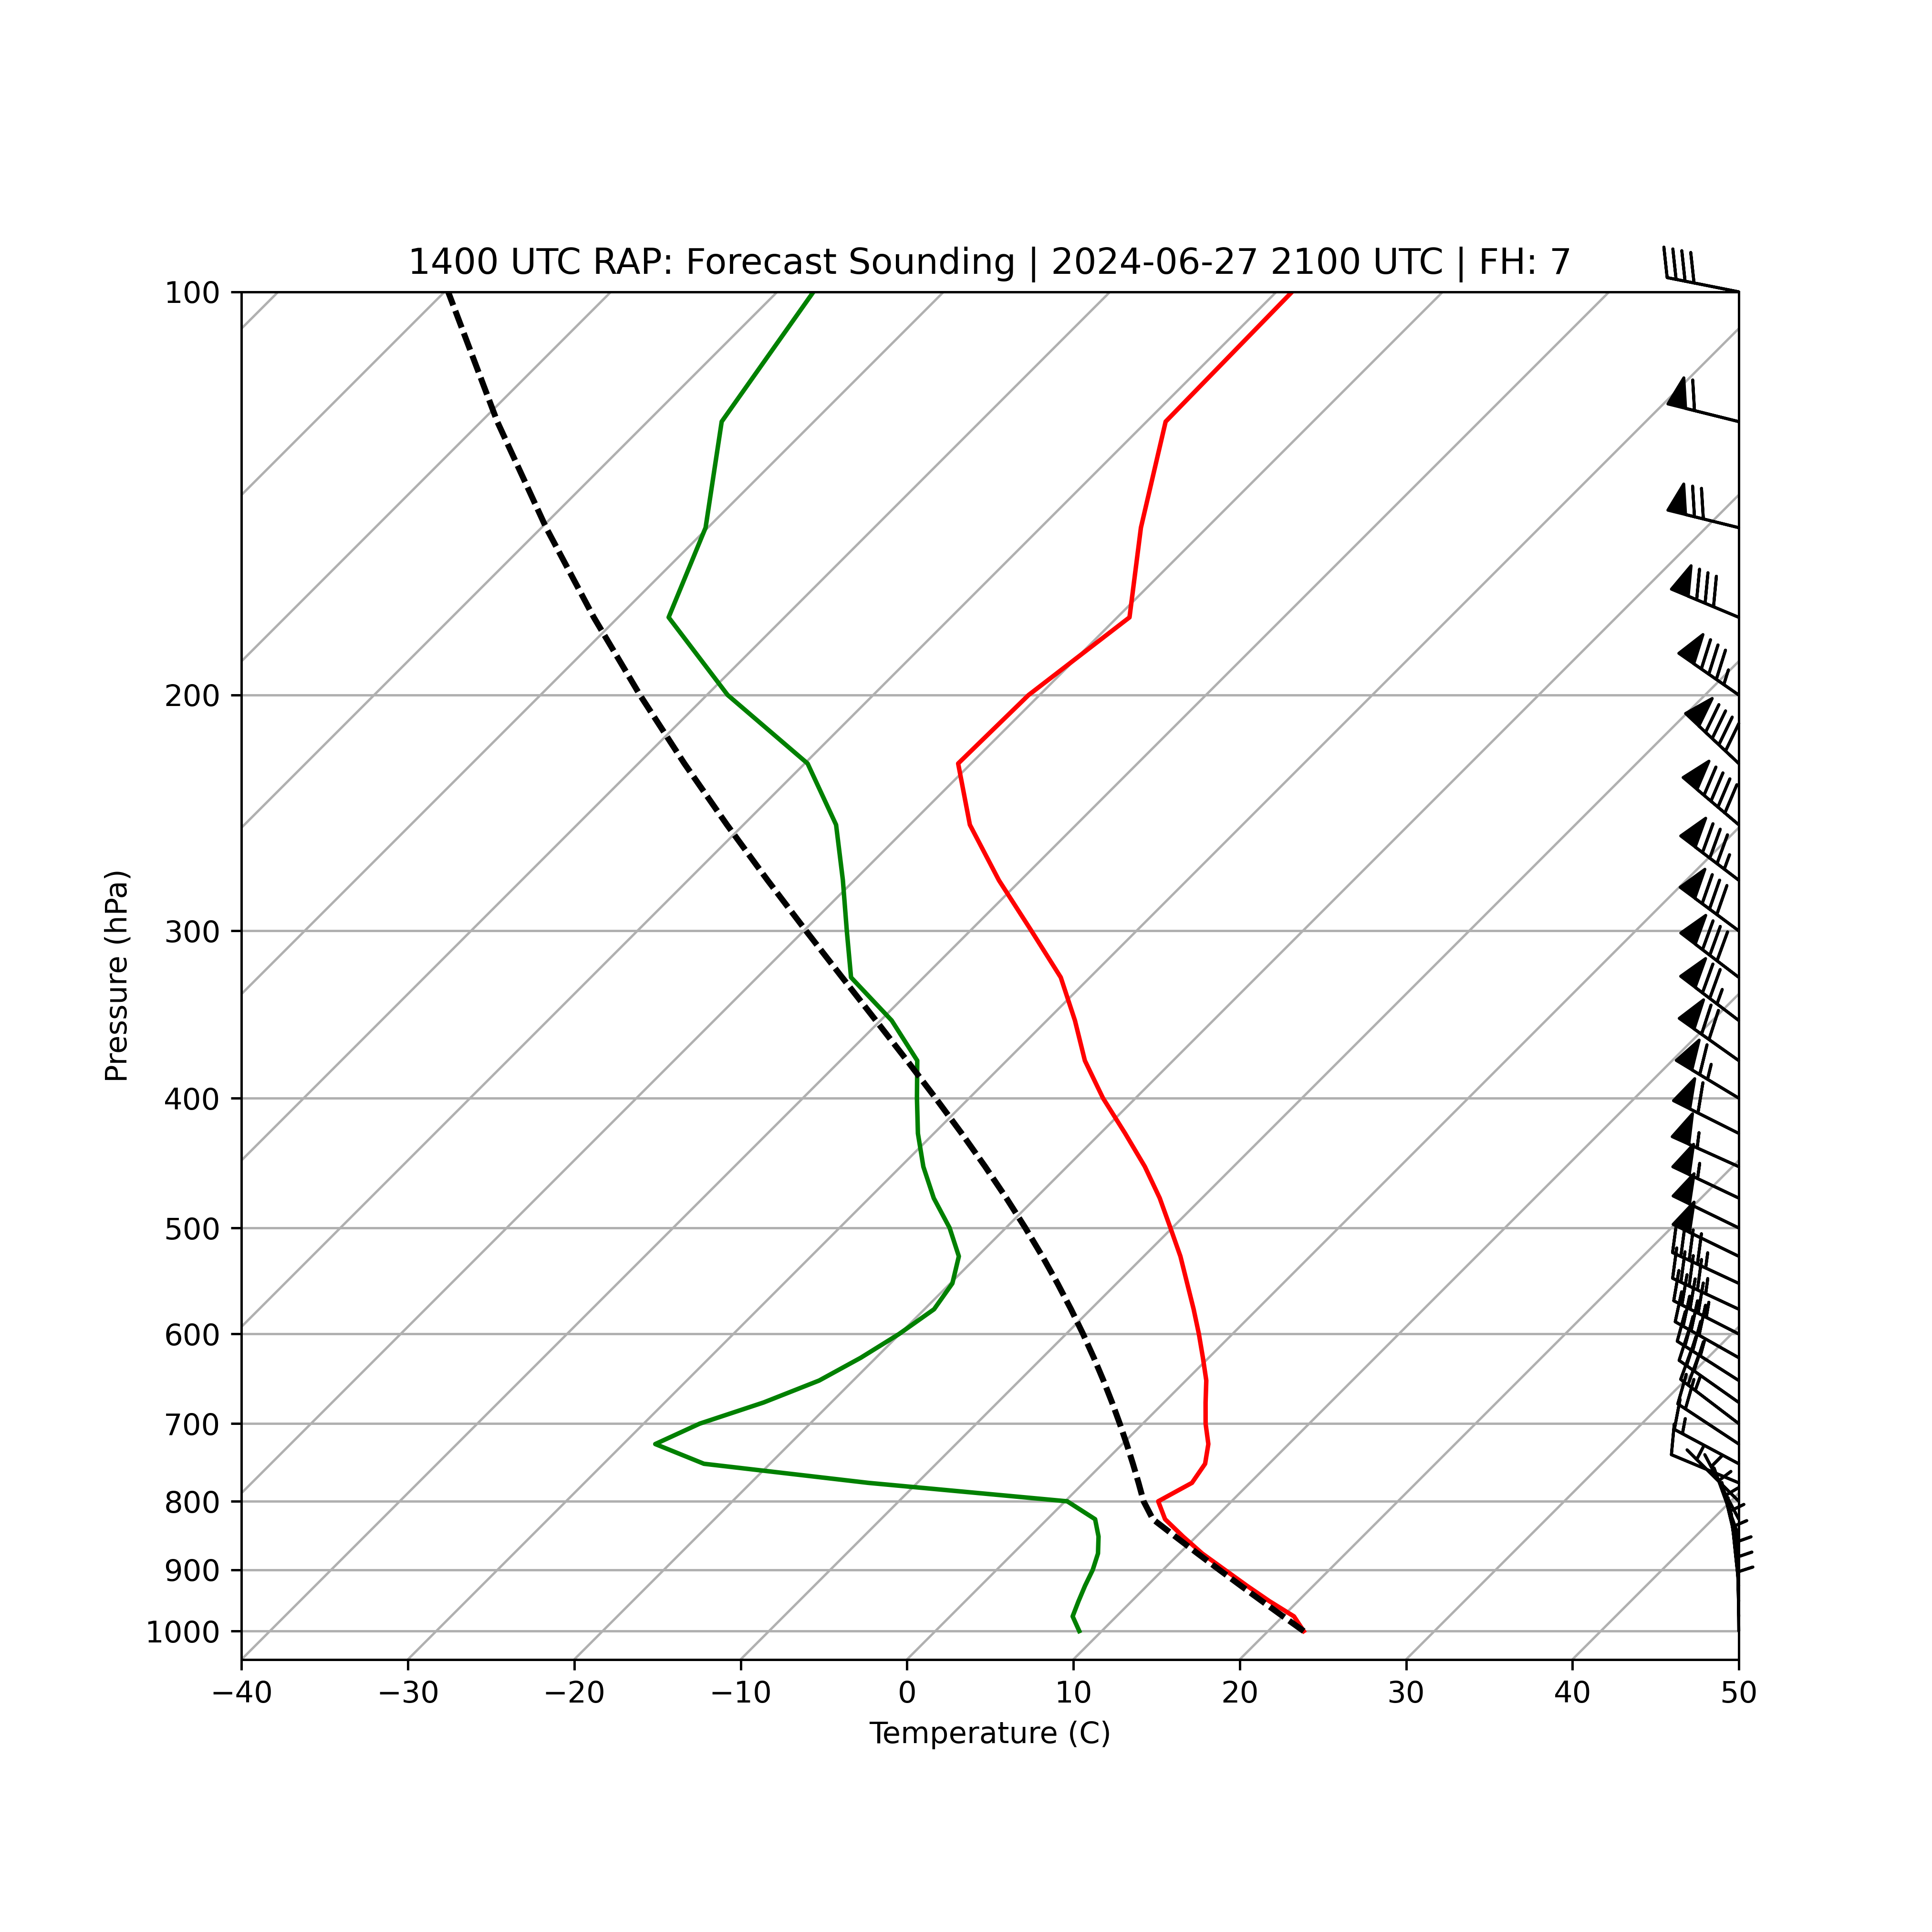 1400 UTC RAP: Forecast Sounding | 2024-06-27 2100 UTC | FH: 7
100
200
300
400
500
600
700
800
900
1000
Pressure (hPa)
−40 −30 −20 −10 0 10 20 30 40 50
Temperature (C)